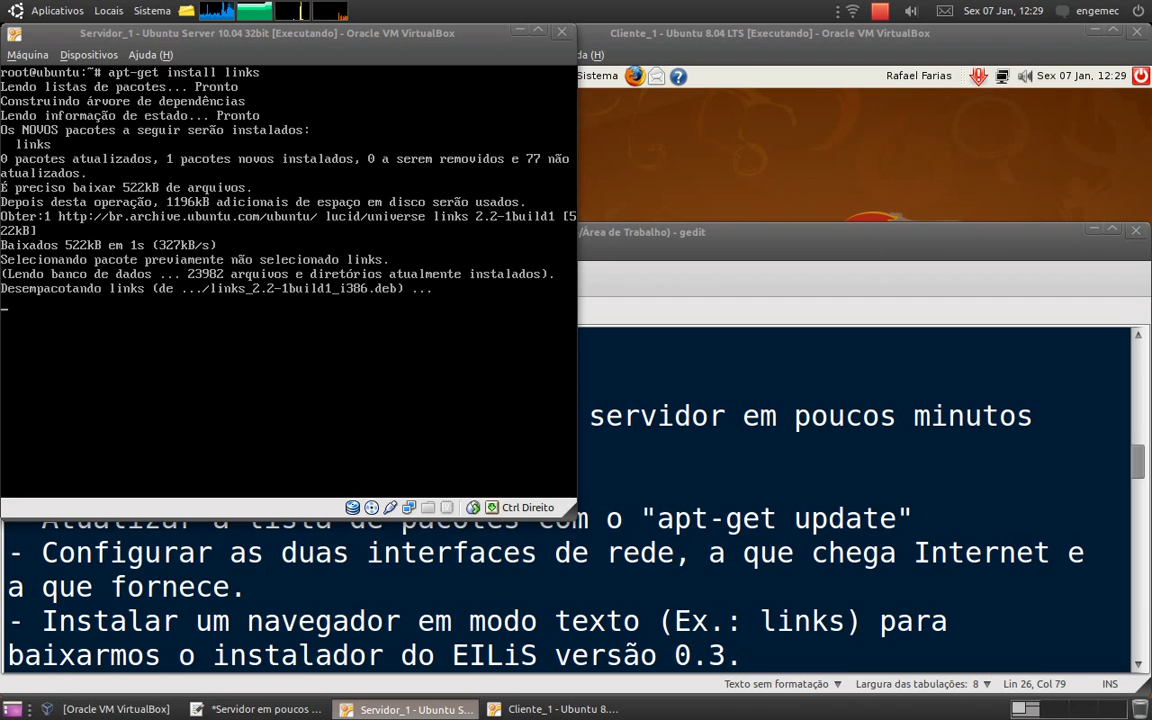 Aplicativos Locais Sistema Sex 07 Jan, 12:29 engemec
Servidor_1 - Ubuntu Server 10.04 32bit [Executando] - Oracle VM VirtualBox
Máquina Dispositivos Ajuda (H)
root@ubuntu:~# apt-get install links
Lendo listas de pacotes... Pronto
Construindo árvore de dependências
Lendo informação de estado... Pronto
Os NOVOS pacotes a seguir serão instalados:
links
0 pacotes atualizados, 1 pacotes novos instalados, 0 a serem removidos e 77 não
atualizados.
É preciso baixar 522kB de arquivos.
Depois desta operação, 1196kB adicionais de espaço em disco serão usados.
Obter:1 http://br.archive.ubuntu.com/ubuntu/ lucid/universe links 2.2-1build1 [5
22kB]
Baixados 522kB em 1s (327kB/s)
Selecionando pacote previamente não selecionado links.
(Lendo banco de dados ... 23982 arquivos e diretórios atualmente instalados).
Desempacotando links (de .../links_2.2-1build1_i386.deb) ...
_
Ctrl Direito
Cliente_1 - Ubuntu 8.04 LTS [Executando] - Oracle VM VirtualBox
da (H)
Sistema Rafael Farias Sex 07 Jan, 12:29
/Área de Trabalho) - gedit
servidor em poucos minutos
- Atualizar a lista de pacotes com o "apt-get update"
- Configurar as duas interfaces de rede, a que chega Internet e
a que fornece.
- Instalar um navegador em modo texto (Ex.: links) para
baixarmos o instalador do EILiS versão 0.3.
Texto sem formatação Largura das tabulações: 8 Lin 26, Col 79 INS
[Oracle VM VirtualBox] *Servidor em poucos ... Servidor_1 - Ubuntu S... Cliente_1 - Ubuntu 8....